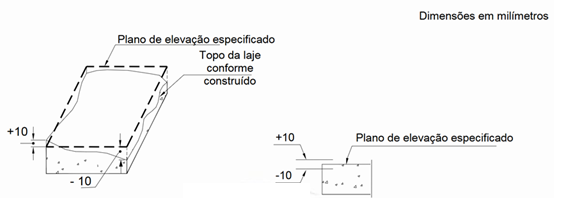 Dimensões em milímetros
Plano de elevação especificado
Topo da laje
conforme
construído
+10
- 10
+10
Plano de elevação especificado
-10